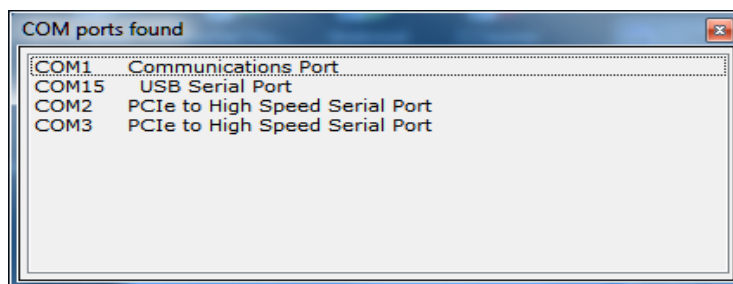 COM ports found
COM1 Communications Port
COM15 USB Serial Port
COM2 PCIe to High Speed Serial Port
COM3 PCIe to High Speed Serial Port